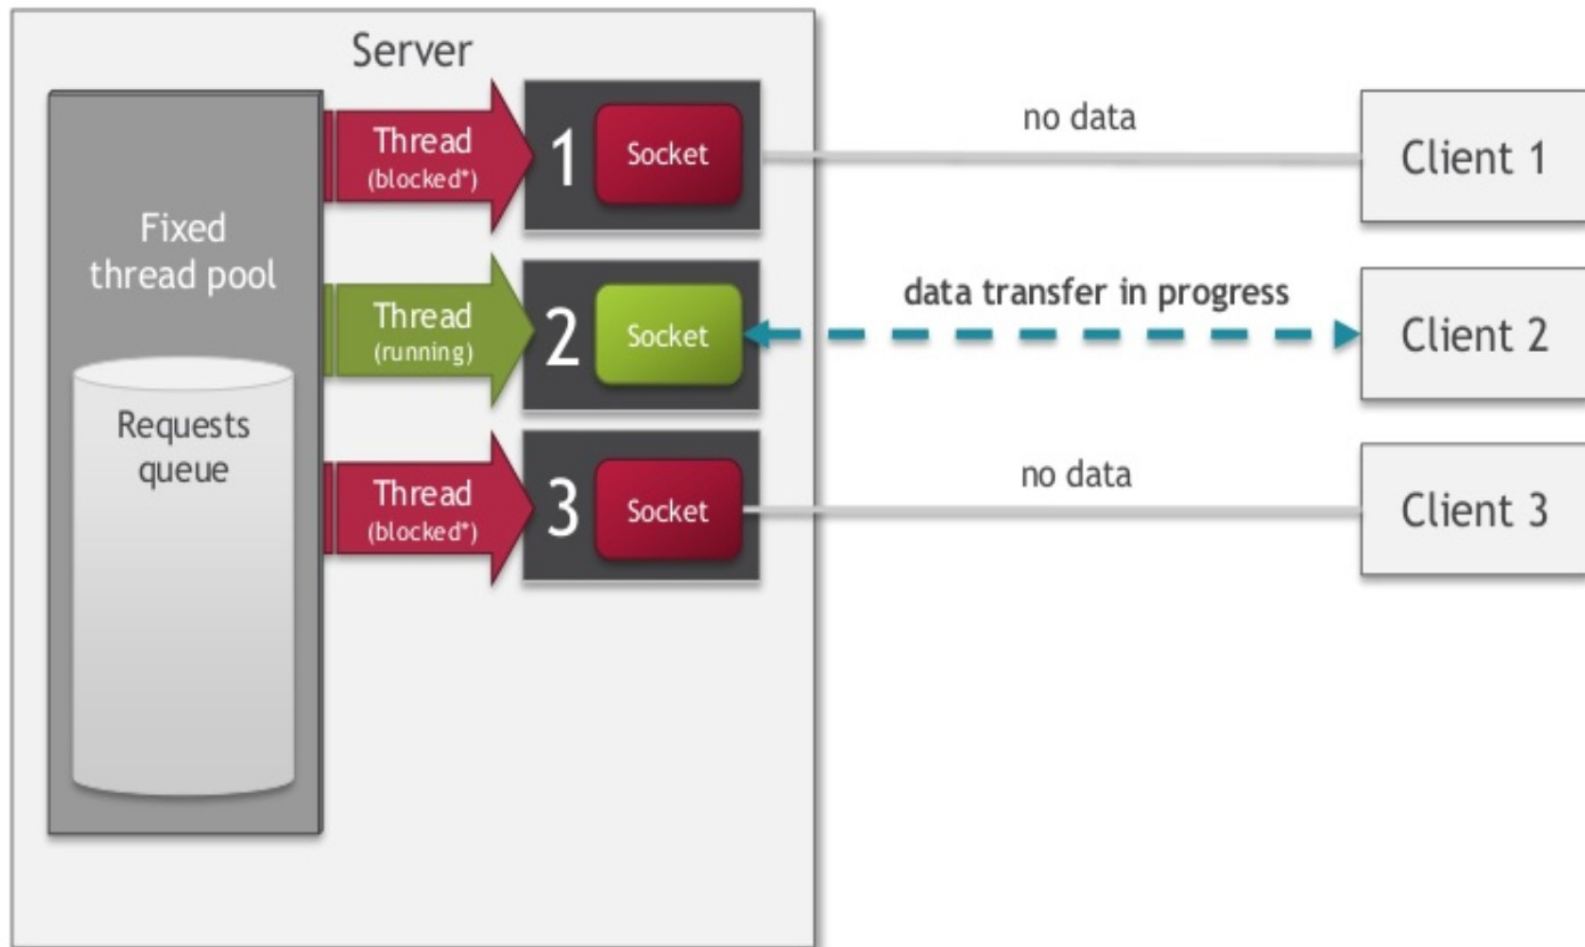 Server
Fixed
thread pool
Requests
queue
Thread
(blocked*)
1
Socket
no data
Client 1
Thread
(running)
2
Socket
data transfer in progress
Client 2
Thread
(blocked*)
3
Socket
no data
Client 3